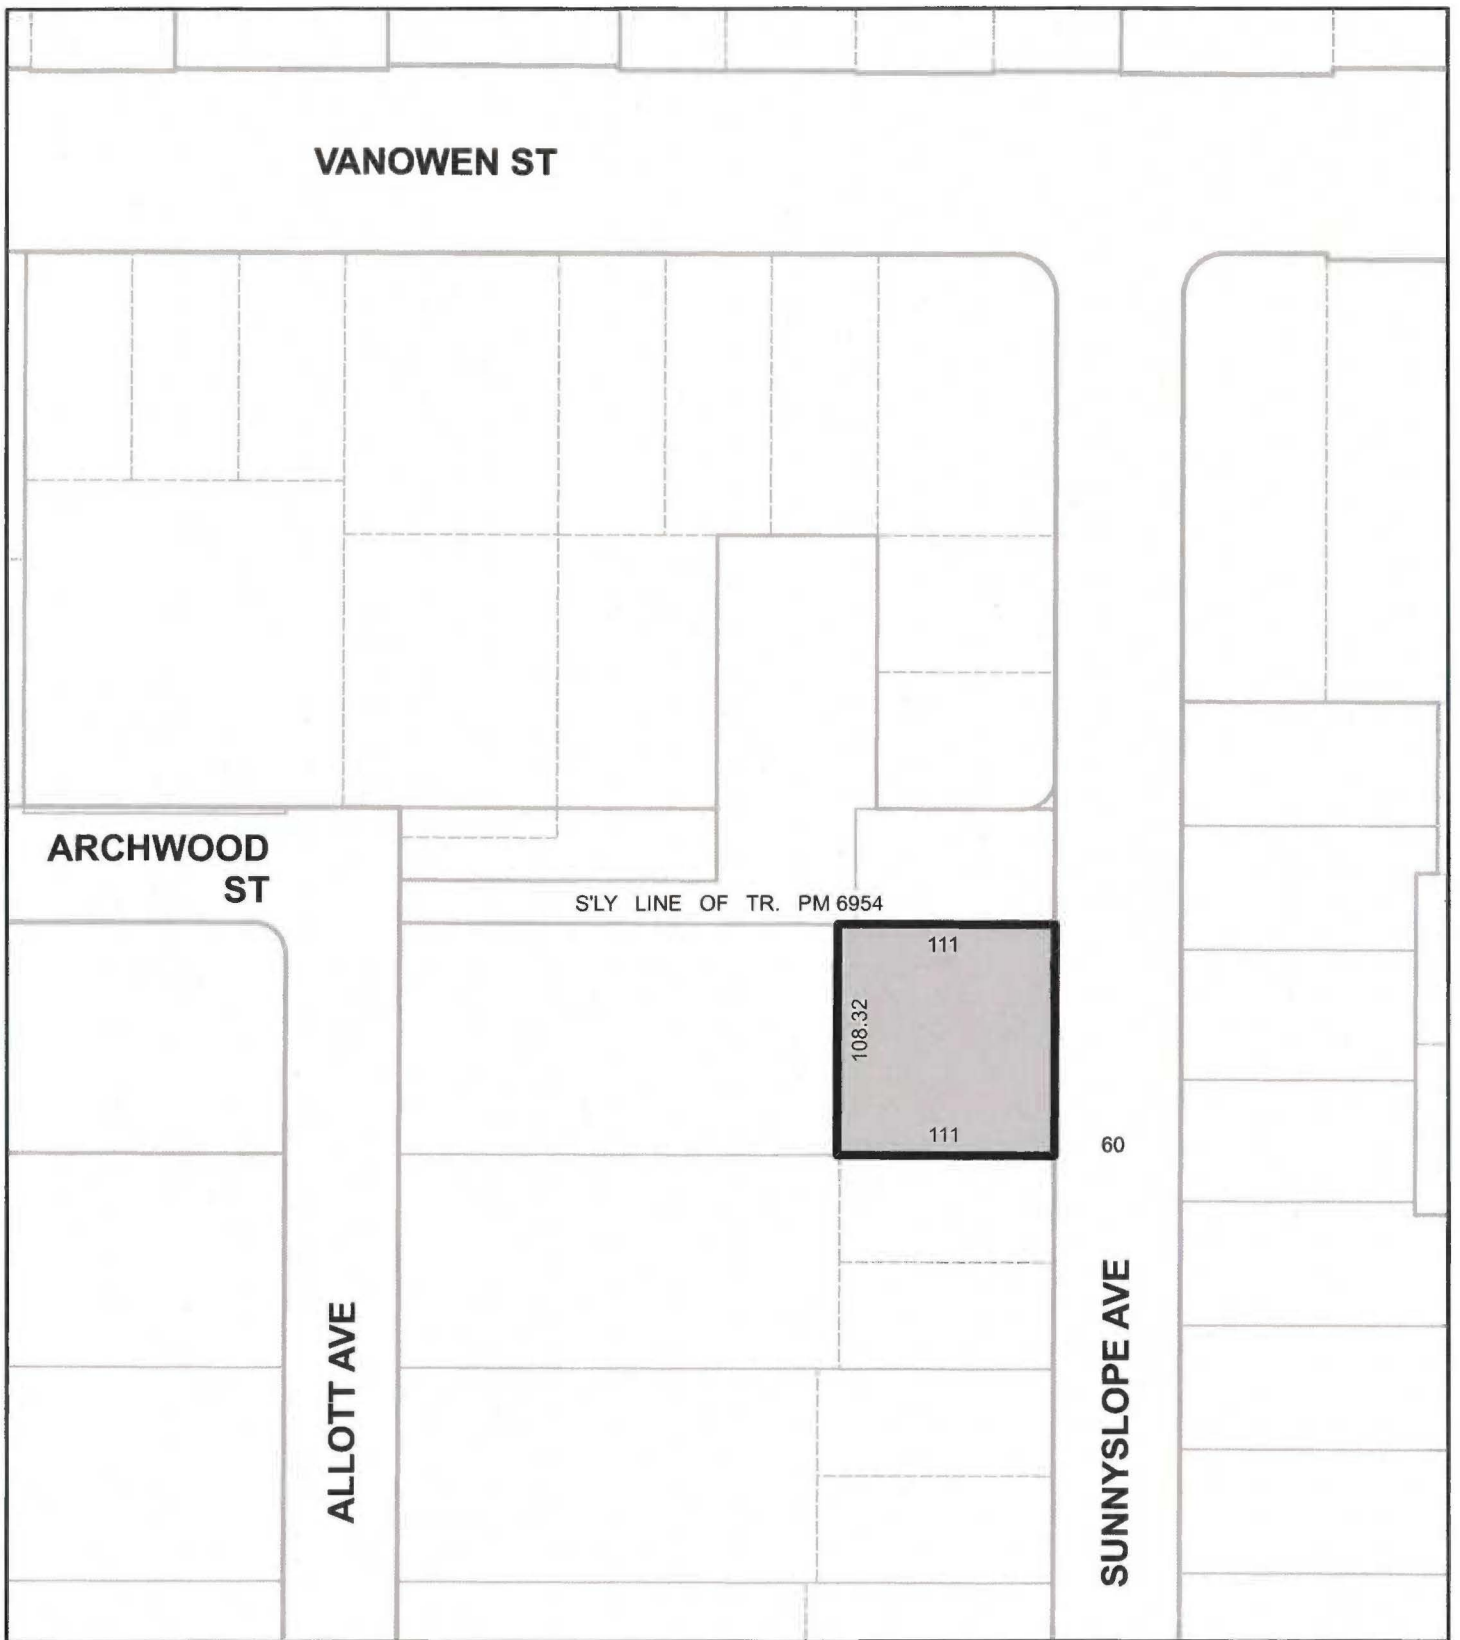 VANOWEN ST
ARCHWOOD
ST
S'LY LINE OF TR. PM 6954
111
108.32
111
60
ALLOTT AVE
SUNNYSLOPE AVE